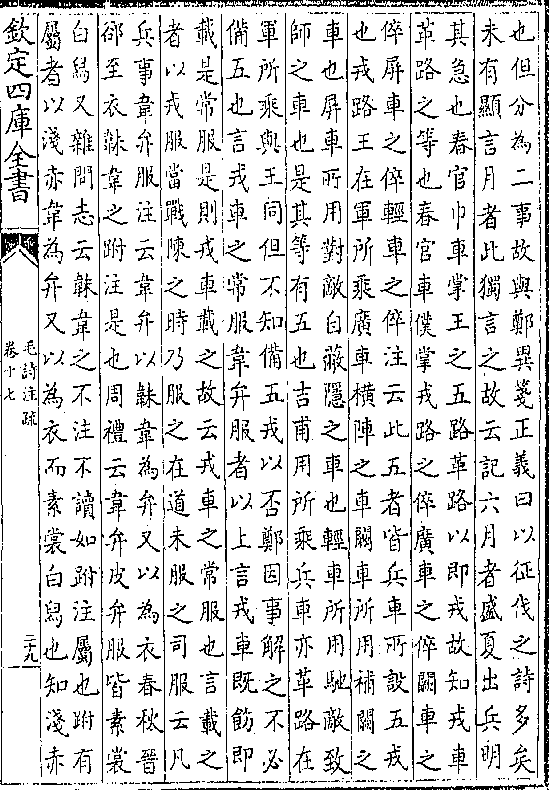 也但分為二事故與鄭異箋正義曰以征伐之詩多矣
未有顯言月者此獨言之故云記六月者盛夏出兵明
其急也春官巾車掌王之五路革路以即戎故知戎車
革路之等也春官車僕掌戎路之倅廣車之倅闕車之
倅屏車之倅輕車之倅注云此五者皆兵車所設五戎
也戎路王在軍所乘廣車橫陣之車闕車所用補闕之
車也屏車所用對敵自蔽隱之車也輕車所用馳敵致
師之車也是其等有五也吉甫用所乘兵車亦革路在
軍所乘與王同但不知備五戎以否鄭因事解之不必
備五也言戎車之常服韋弁服者以上言戎車既飭即
載是常服是則戎車載之故云戎車之常服也言載之
者以戎服當戰陳之時乃服之在道未服之司服云凡
兵事韋弁服注云韋弁以韎韋為弁又以為衣春秋晉
郤至衣韎韋之跗注是也周禮云韋弁皮弁服皆素裳
白舄又雜問志云韎韋之不注不讀如跗注屬也跗有
屬者以淺赤韋為弁又以為衣而素裳白舄也知淺赤
欽定四庫全書
毛詩注疏
卷十七
二十九